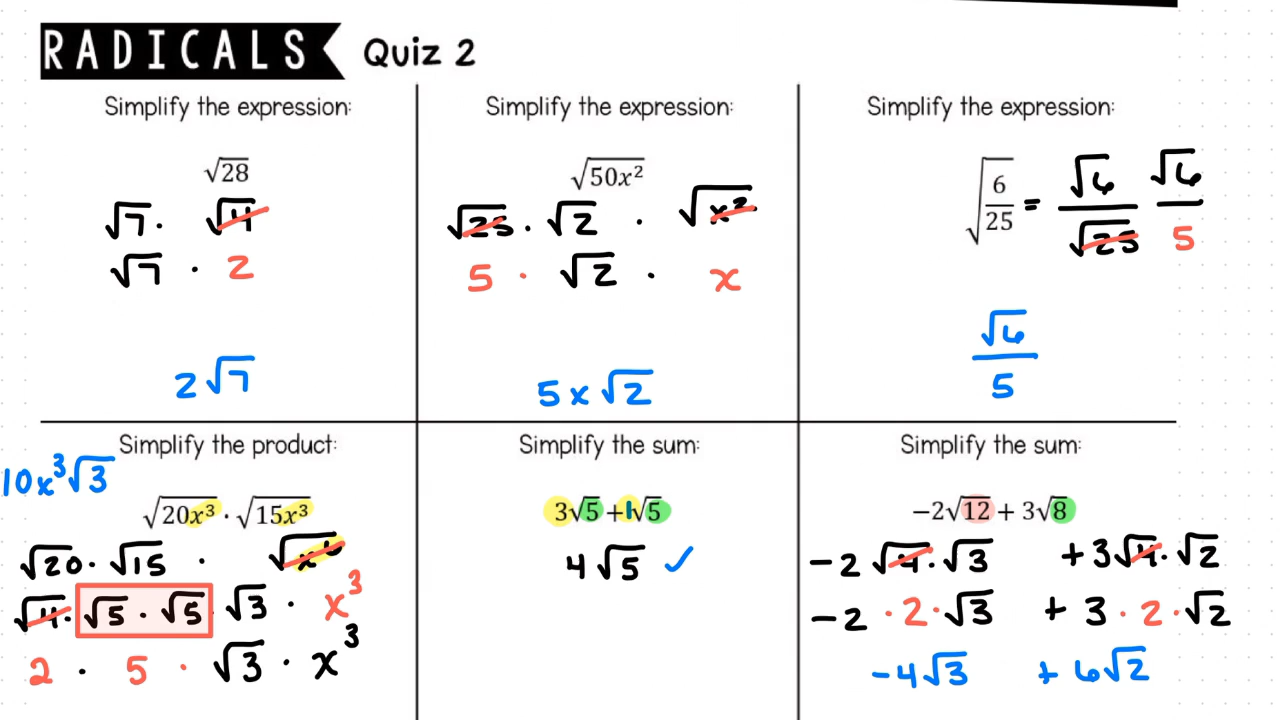 RADICALS Quiz 2
Simplify the expression:
√28
√7 · √4
√7 · 2
2√7
Simplify the expression:
√50x²
√25 · √2 · √x²
5 · √2 · x
5x√2
Simplify the expression:
√(6/25) = √6/√25 √6/5
√6/5
Simplify the product:
10x³√3
√20x³ · √15x³
√20 · √15 · √x⁶
√4 · √5 · √5 · √3 · x³
2 · 5 · √3 · x³
Simplify the sum:
3√5 + 1√5
4√5 ✓
Simplify the sum:
−2√12 + 3√8
−2√4 · √3 + 3√4 · √2
−2 · 2 · √3 + 3 · 2 · √2
−4√3 + 6√2